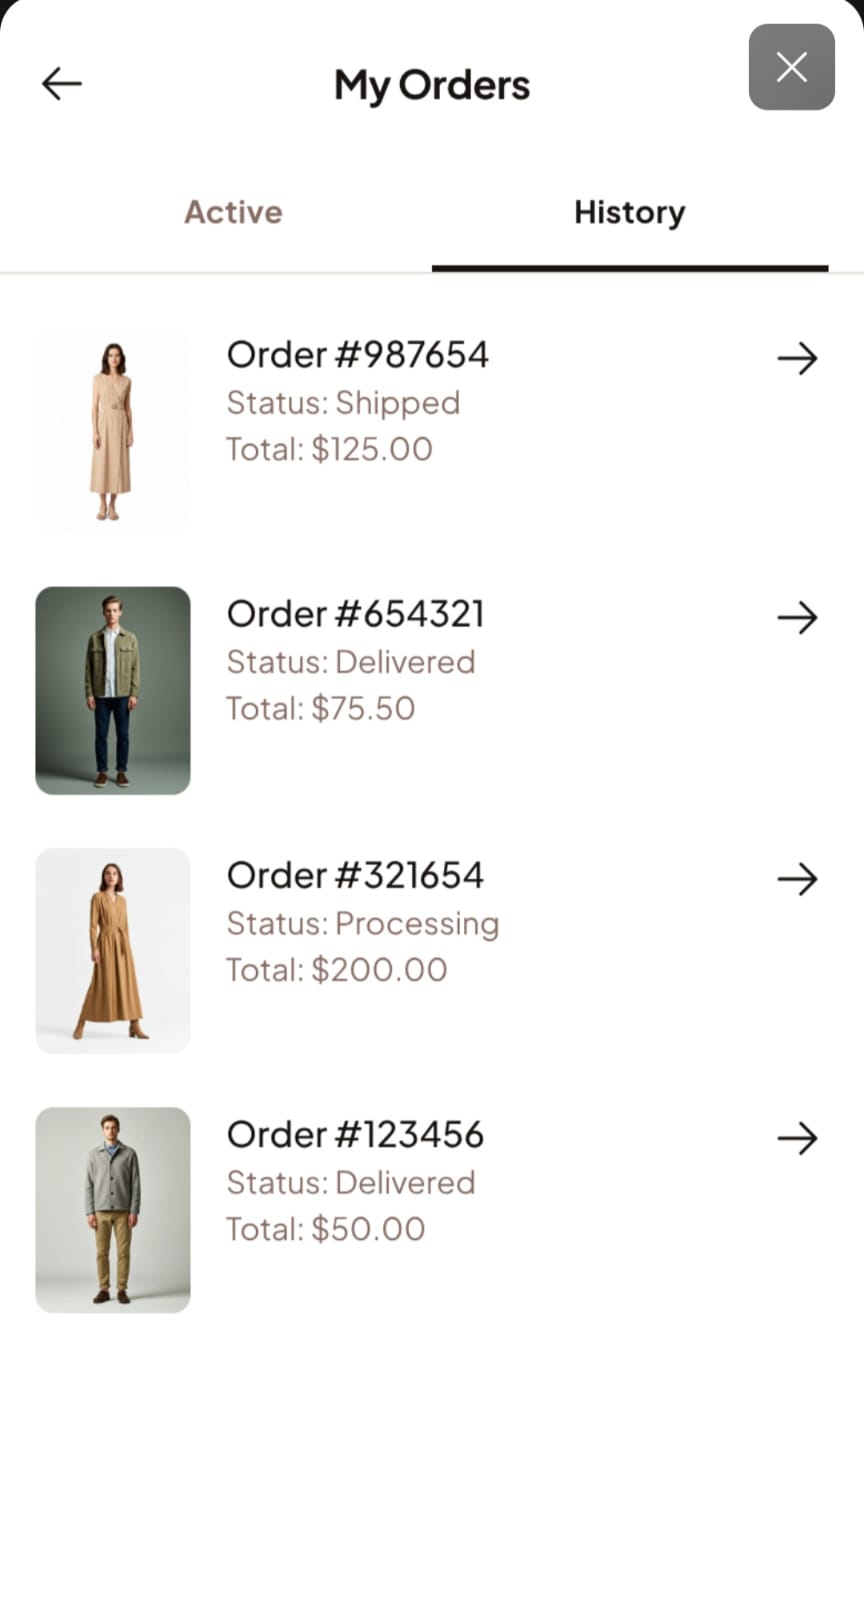 My Orders
Active
History
Order #987654
Status: Shipped
Total: $125.00
Order #654321
Status: Delivered
Total: $75.50
Order #321654
Status: Processing
Total: $200.00
Order #123456
Status: Delivered
Total: $50.00